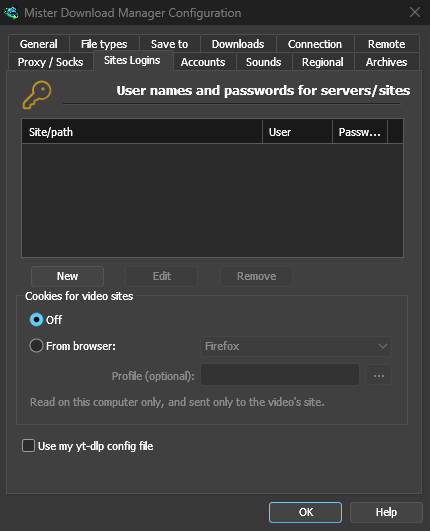 Mister Download Manager Configuration
General File types Save to Downloads Connection Remote
Proxy / Socks Sites Logins Accounts Sounds Regional Archives
User names and passwords for servers/sites
Site/path User Passw...
New Edit Remove
Cookies for video sites
Off
From browser: Firefox
Profile (optional): ...
Read on this computer only, and sent only to the video's site.
Use my yt-dlp config file
OK Help